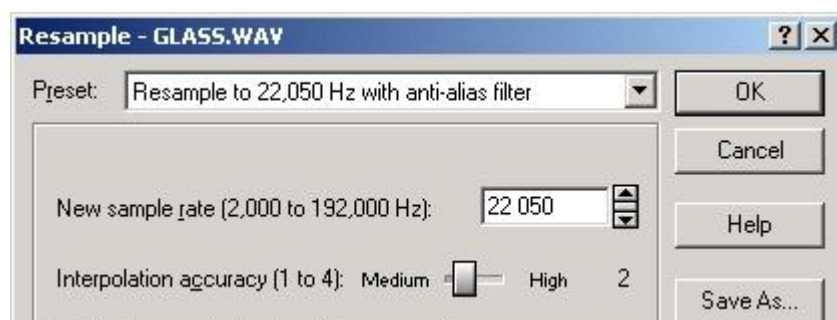 Resample - GLASS.WAV
Preset: Resample to 22,050 Hz with anti-alias filter
OK
Cancel
New sample rate (2,000 to 192,000 Hz): 22 050
Help
Interpolation accuracy (1 to 4): Medium High 2
Save As...